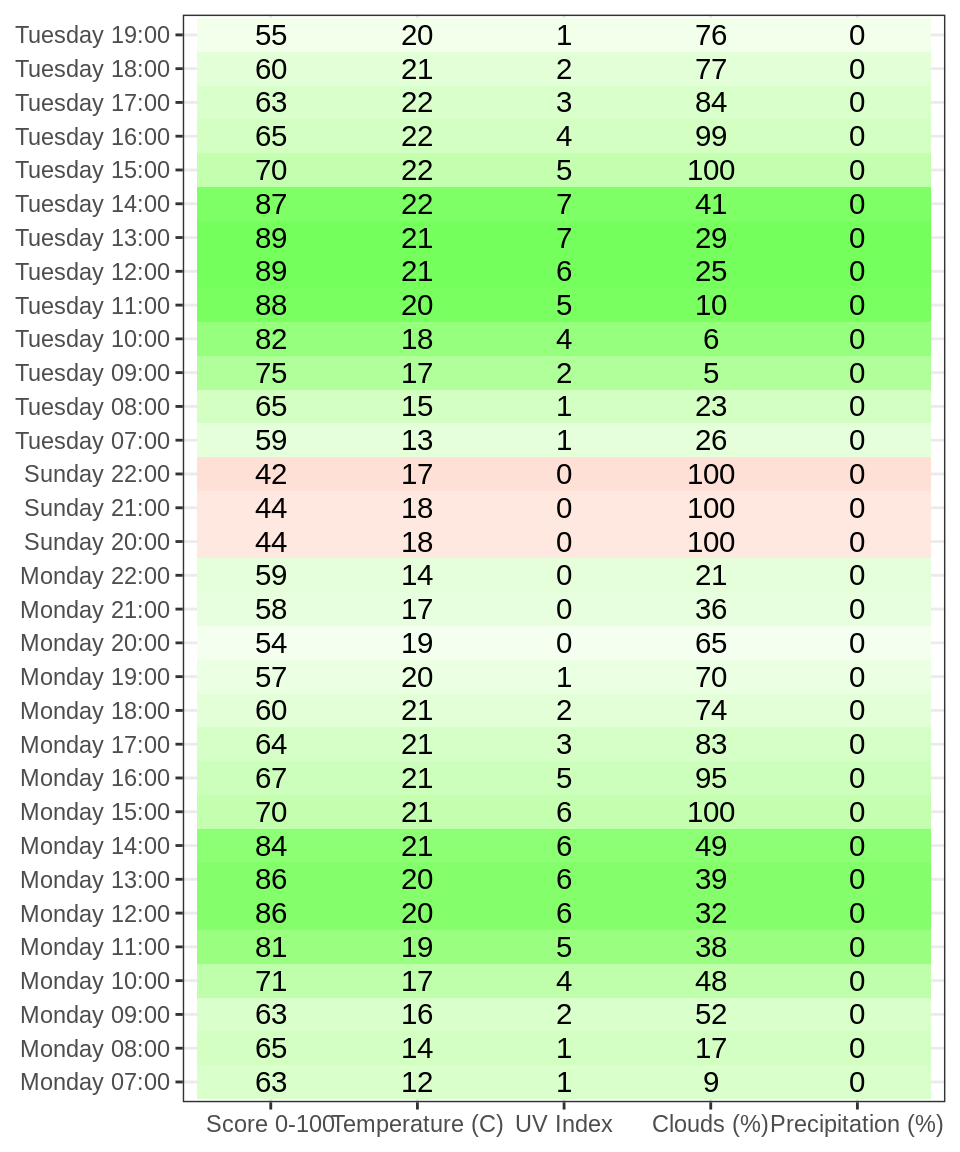 Tuesday 19:00 55 20 1 76 0
Tuesday 18:00 60 21 2 77 0
Tuesday 17:00 63 22 3 84 0
Tuesday 16:00 65 22 4 99 0
Tuesday 15:00 70 22 5 100 0
Tuesday 14:00 87 22 7 41 0
Tuesday 13:00 89 21 7 29 0
Tuesday 12:00 89 21 6 25 0
Tuesday 11:00 88 20 5 10 0
Tuesday 10:00 82 18 4 6 0
Tuesday 09:00 75 17 2 5 0
Tuesday 08:00 65 15 1 23 0
Tuesday 07:00 59 13 1 26 0
Sunday 22:00 42 17 0 100 0
Sunday 21:00 44 18 0 100 0
Sunday 20:00 44 18 0 100 0
Monday 22:00 59 14 0 21 0
Monday 21:00 58 17 0 36 0
Monday 20:00 54 19 0 65 0
Monday 19:00 57 20 1 70 0
Monday 18:00 60 21 2 74 0
Monday 17:00 64 21 3 83 0
Monday 16:00 67 21 5 95 0
Monday 15:00 70 21 6 100 0
Monday 14:00 84 21 6 49 0
Monday 13:00 86 20 6 39 0
Monday 12:00 86 20 6 32 0
Monday 11:00 81 19 5 38 0
Monday 10:00 71 17 4 48 0
Monday 09:00 63 16 2 52 0
Monday 08:00 65 14 1 17 0
Monday 07:00 63 12 1 9 0
Score 0-100 Temperature (C) UV Index Clouds (%) Precipitation (%)